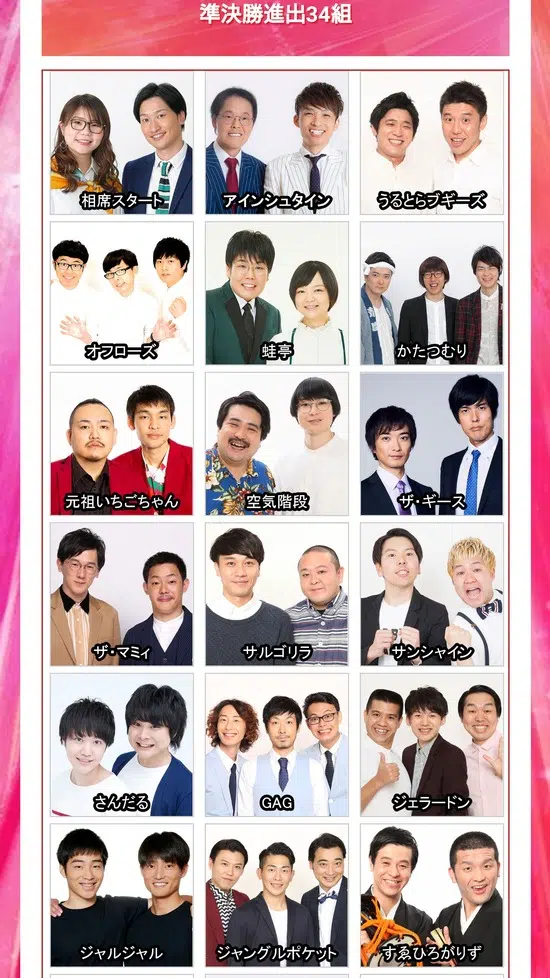 準決勝進出34組
相席スタート
アインシュタイン
うるとらブギーズ
オフローズ
蛙亭
かたつむり
元祖いちごちゃん
空気階段
ザ・ギース
ザ・マミィ
サルゴリラ
サンシャイン
さんだる
GAG
ジェラードン
ジャルジャル
ジャングルポケット
すゑひろがりず